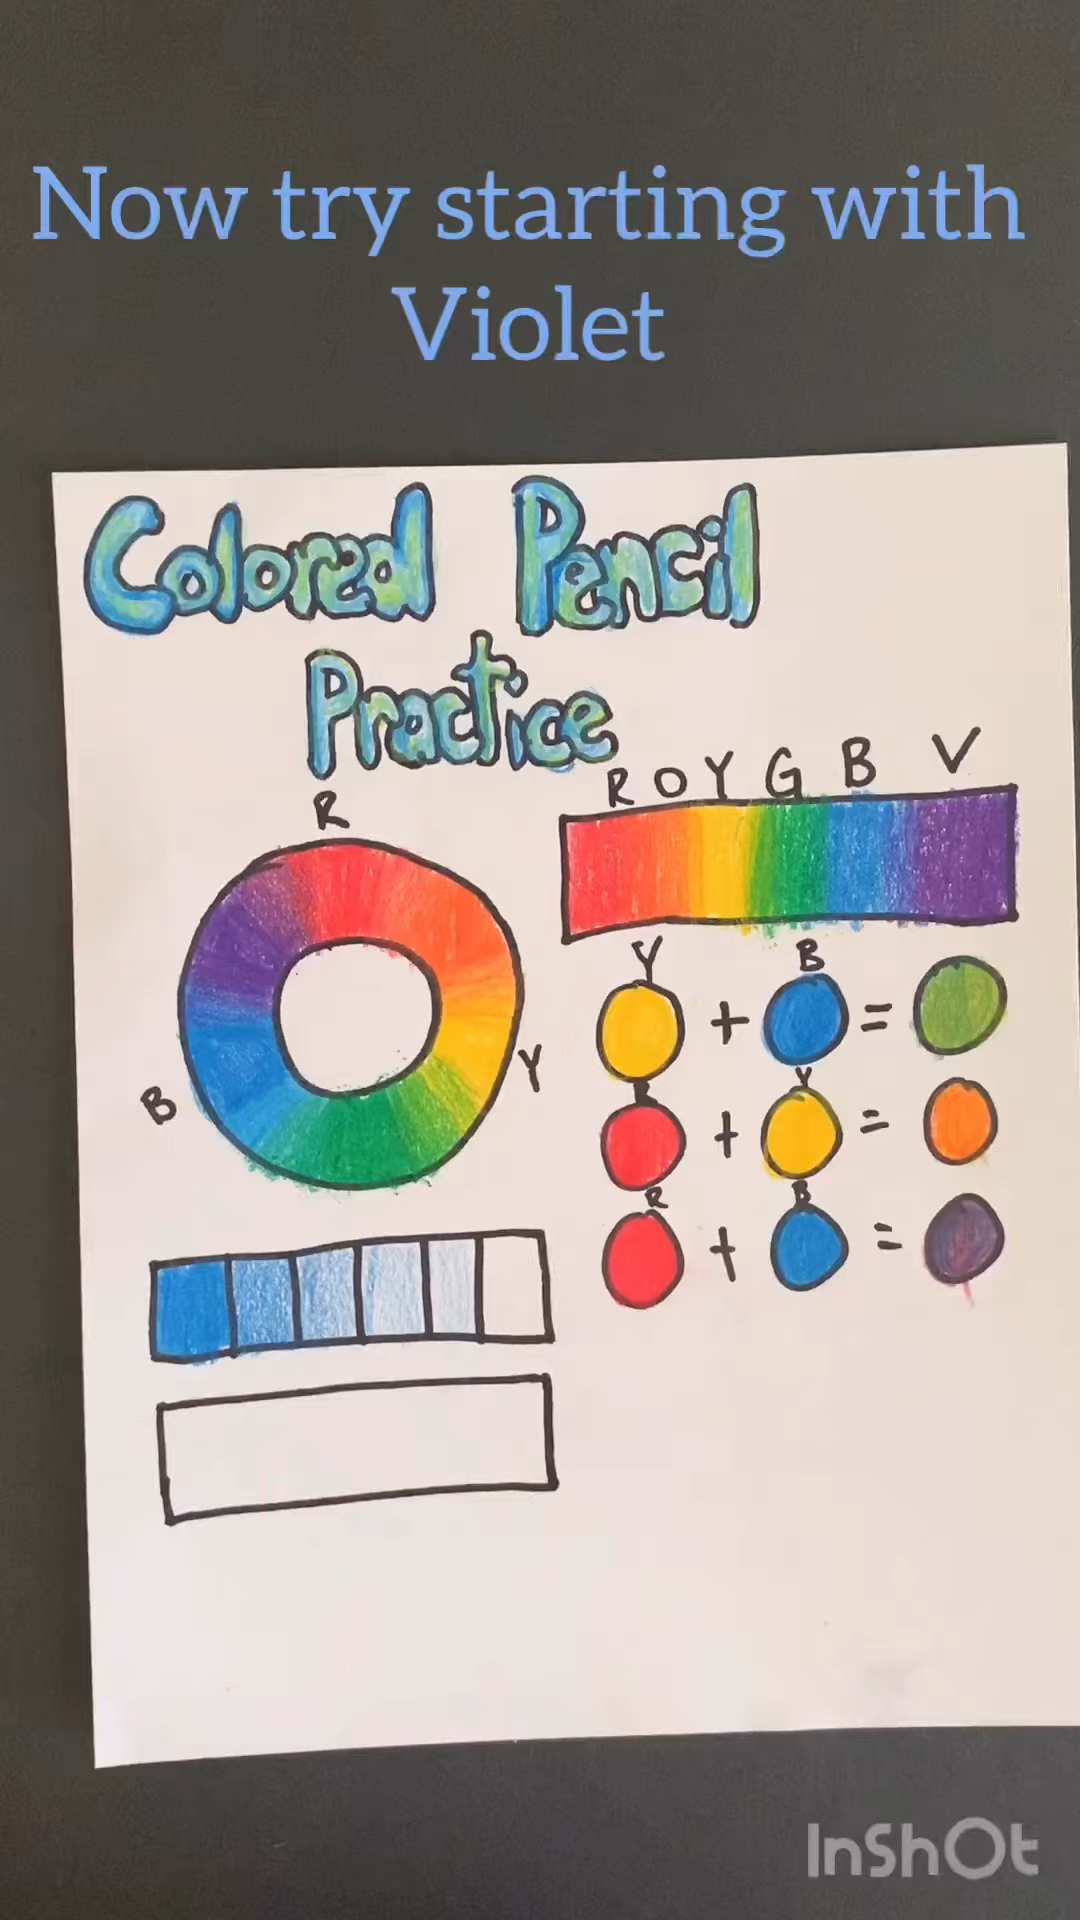 Now try starting with
Violet
Colored Pencil
Practice
R O Y G B V
R
B
Y
Y + B =
R + Y =
R + B =
InShOt